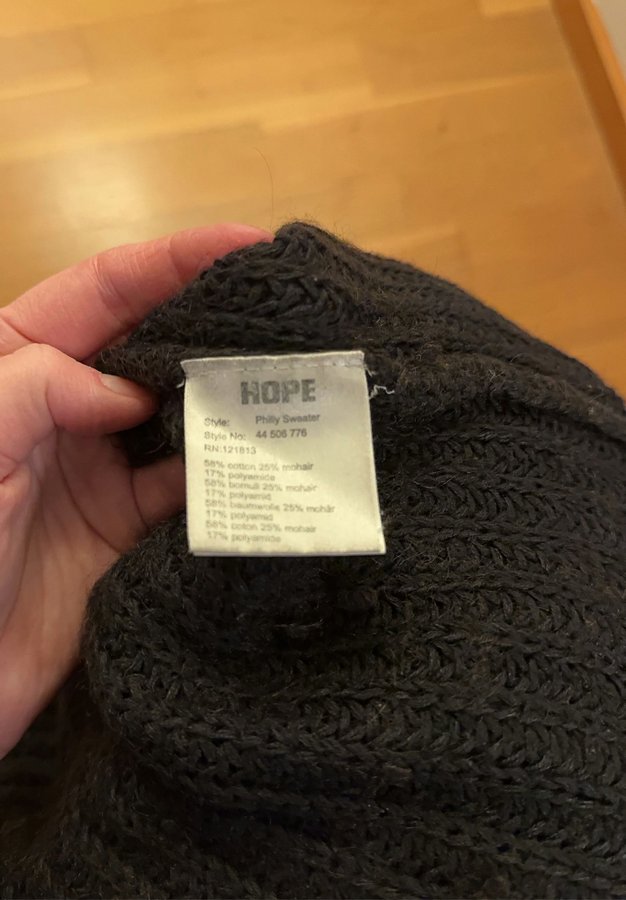 HOPE
Style: Philly Sweater
Style No: 44 506 776
RN:121813
58% cotton 25% mohair
17% polyamide
58% bomull 25% mohair
17% polyamid
58% baumwolle 25% mohär
17% polyamid
58% coton 25% mohair
17% polyamide